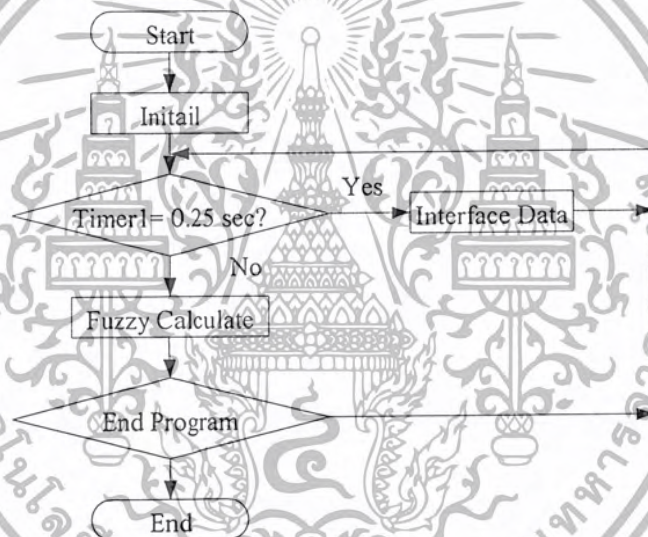 Start
Initail
Timer1= 0.25 sec?
Yes
Interface Data
No
Fuzzy Calculate
End Program
End